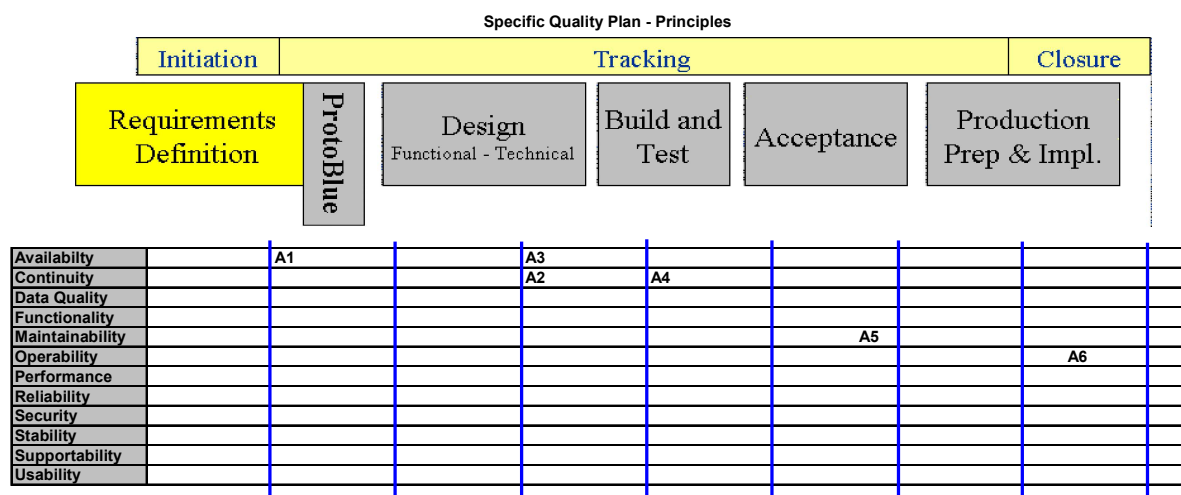 Specific Quality Plan - Principles
Initiation Tracking Closure
Requirements Definition
ProtoBlue
Design
Functional - Technical
Build and Test
Acceptance
Production Prep & Impl.
Availabilty A1 A3
Continuity A2 A4
Data Quality
Functionality
Maintainability A5
Operability A6
Performance
Reliability
Security
Stability
Supportability
Usability